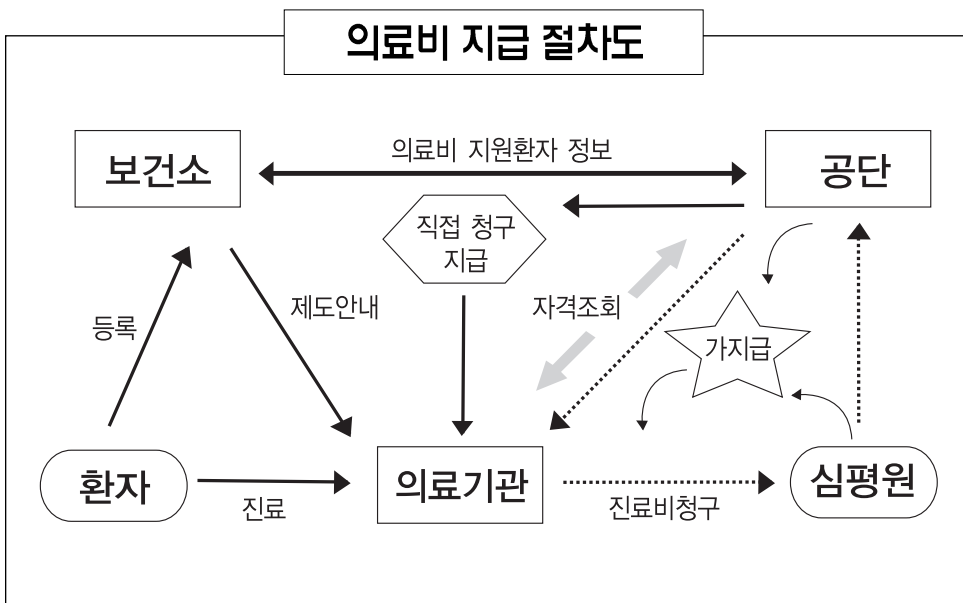 의료비 지급 절차도
보건소
의료비 지원환자 정보
공단
직접 청구
지급
등록
제도안내
자격조회
가지급
환자
진료
의료기관
진료비청구
심평원